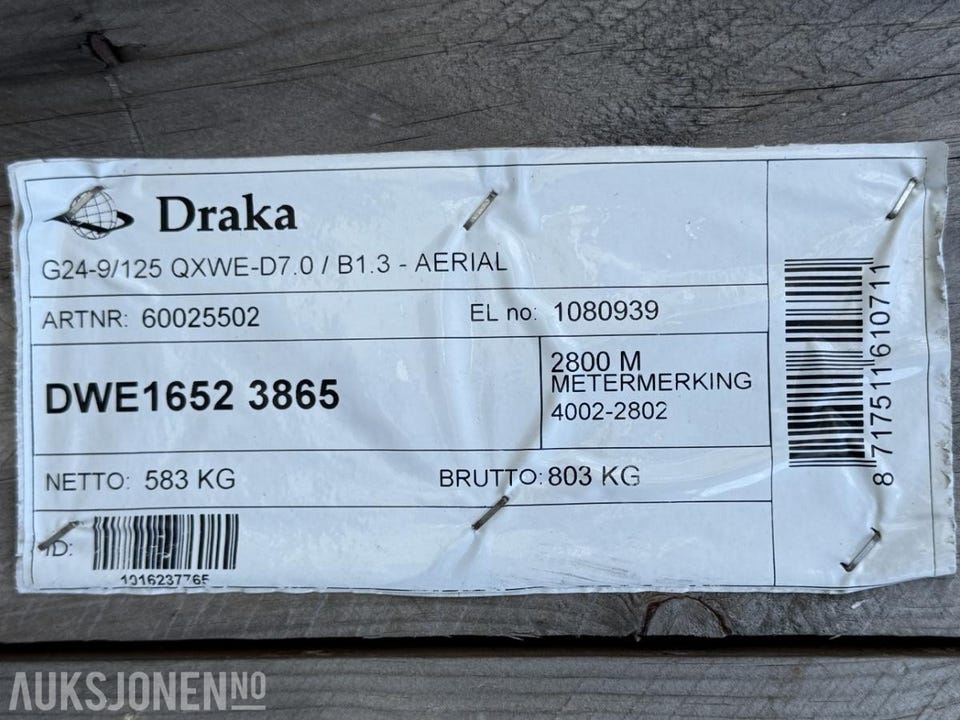 Draka
G24-9/125 QXWE-D7.0 / B1.3 - AERIAL
ARTNR: 60025502 EL no: 1080939
DWE1652 3865
2800 M
METERMERKING
4002-2802
NETTO: 583 KG BRUTTO: 803 KG
ID:
1016237765
8 717511 610711
AUKSJONEN.NO